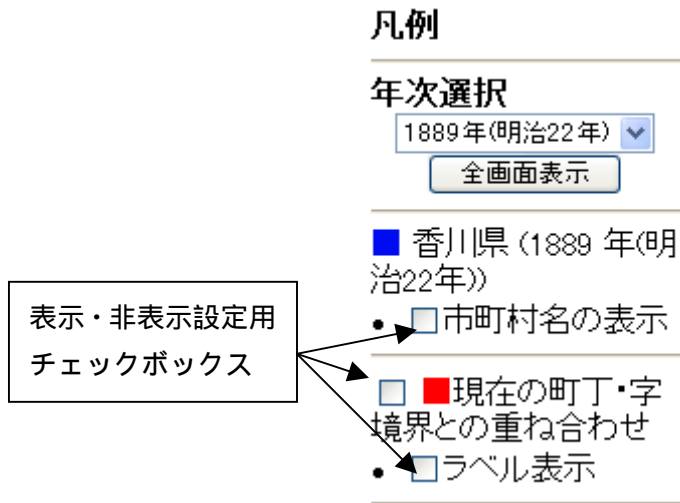 凡例
年次選択
1889年(明治22年)
全画面表示
■ 香川県 (1889 年(明
治22年))
• □市町村名の表示
表示・非表示設定用
チェックボックス
□ ■現在の町丁・字
境界との重ね合わせ
• □ラベル表示